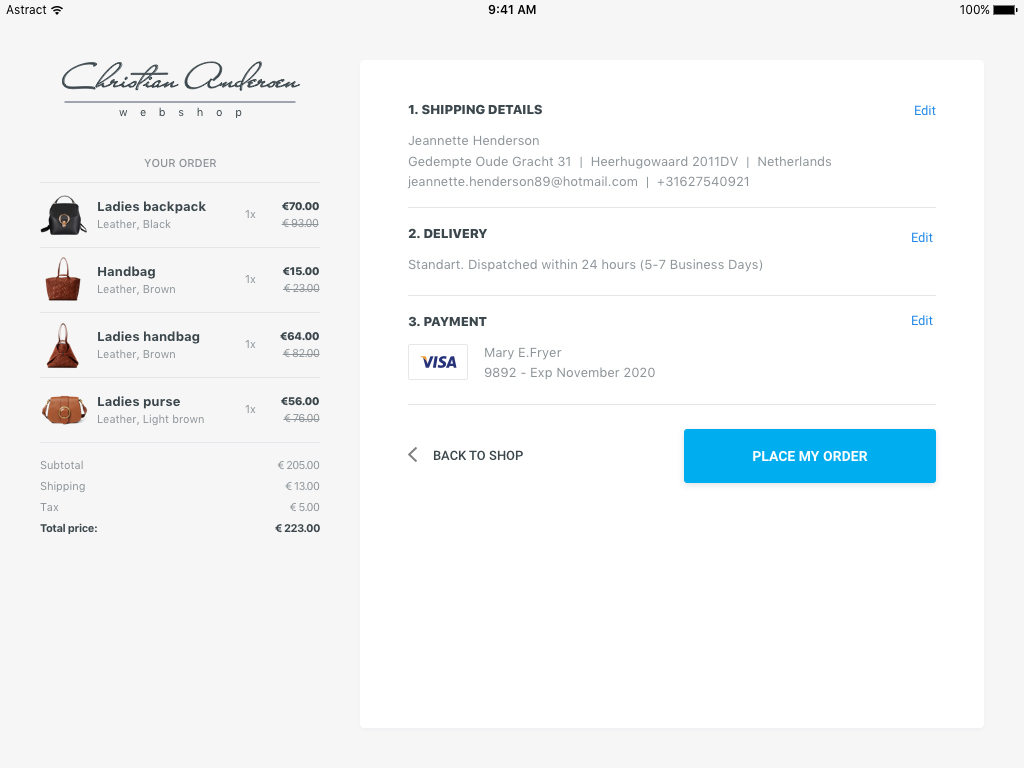 Astract
9:41 AM
100%
Christian Andersen
webshop
YOUR ORDER
Ladies backpack
Leather, Black
1x
€70.00
€ 93.00
Handbag
Leather, Brown
1x
€15.00
€ 23.00
Ladies handbag
Leather, Brown
1x
€64.00
€ 82.00
Ladies purse
Leather, Light brown
1x
€56.00
€ 76.00
Subtotal € 205.00
Shipping € 13.00
Tax € 5.00
Total price: € 223.00
1. SHIPPING DETAILS
Edit
Jeannette Henderson
Gedempte Oude Gracht 31 | Heerhugowaard 2011DV | Netherlands
jeannette.henderson89@hotmail.com | +31627540921
2. DELIVERY
Edit
Standart. Dispatched within 24 hours (5-7 Business Days)
3. PAYMENT
Edit
VISA
Mary E.Fryer
9892 - Exp November 2020
BACK TO SHOP
PLACE MY ORDER